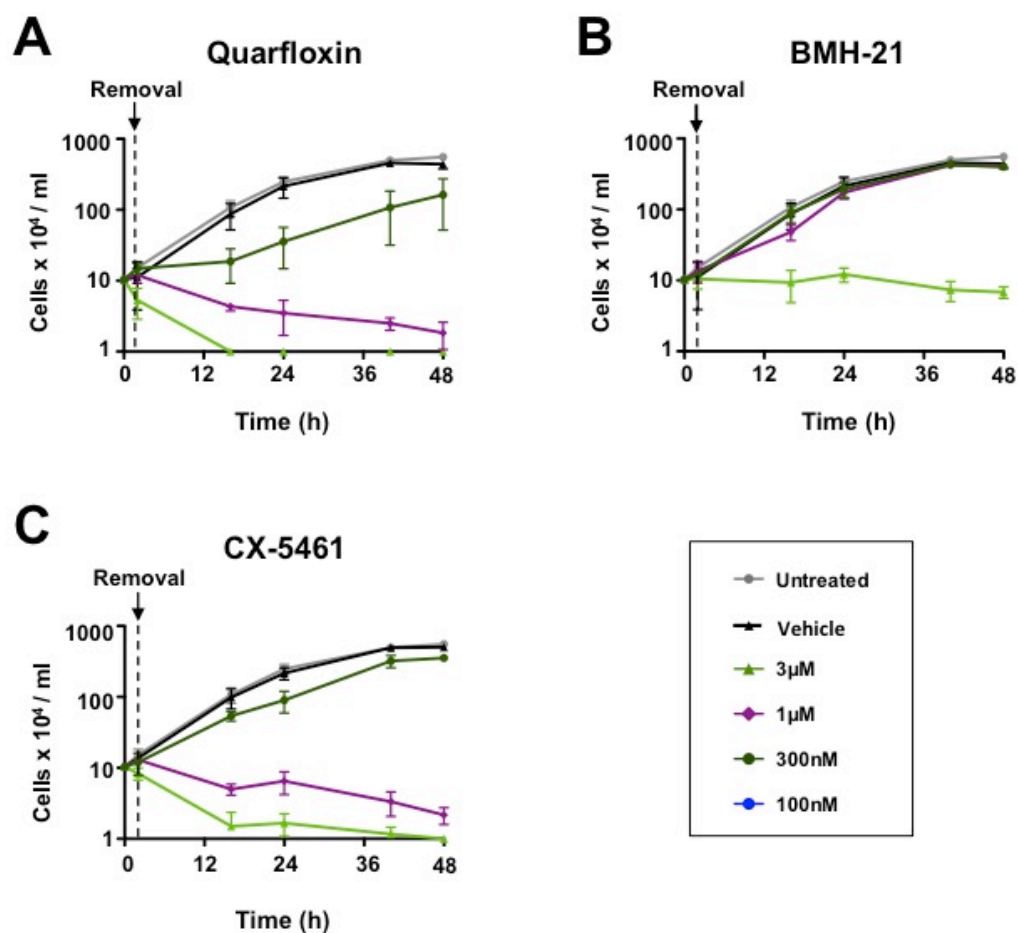 A
Quarfloxin
Removal
1000
100
10
1
Cells x 10⁴ / ml
0 12 24 36 48
Time (h)
B
BMH-21
Removal
1000
100
10
1
Cells x 10⁴ / ml
0 12 24 36 48
Time (h)
C
CX-5461
Removal
1000
100
10
1
Cells x 10⁴ / ml
0 12 24 36 48
Time (h)
Untreated
Vehicle
3µM
1µM
300nM
100nM